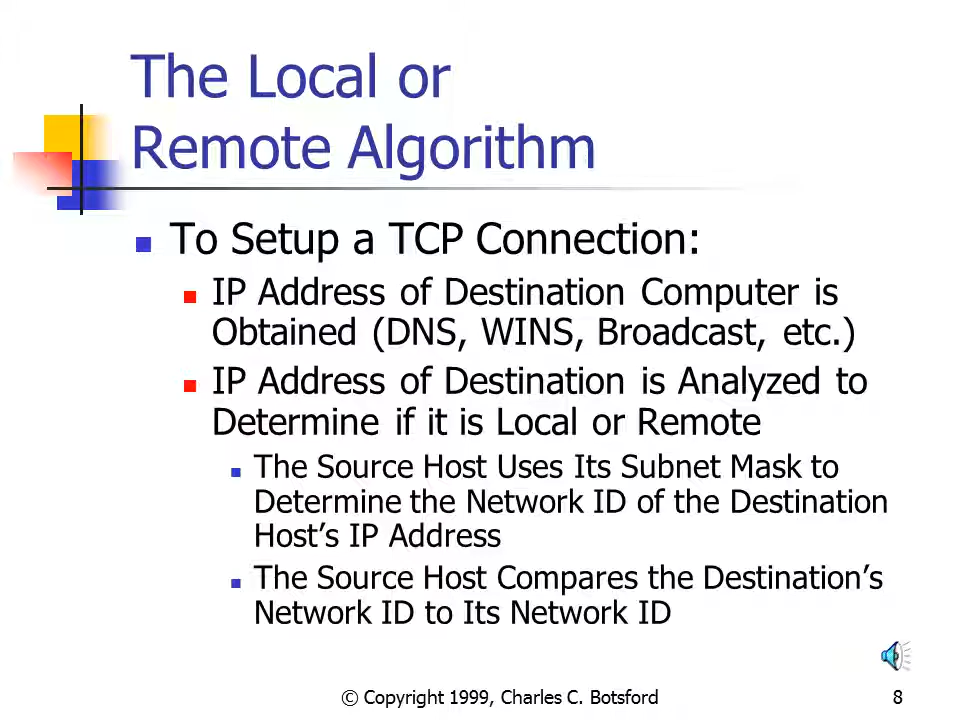 The Local or
Remote Algorithm
To Setup a TCP Connection:
IP Address of Destination Computer is
Obtained (DNS, WINS, Broadcast, etc.)
IP Address of Destination is Analyzed to
Determine if it is Local or Remote
The Source Host Uses Its Subnet Mask to
Determine the Network ID of the Destination
Host’s IP Address
The Source Host Compares the Destination’s
Network ID to Its Network ID
© Copyright 1999, Charles C. Botsford
8